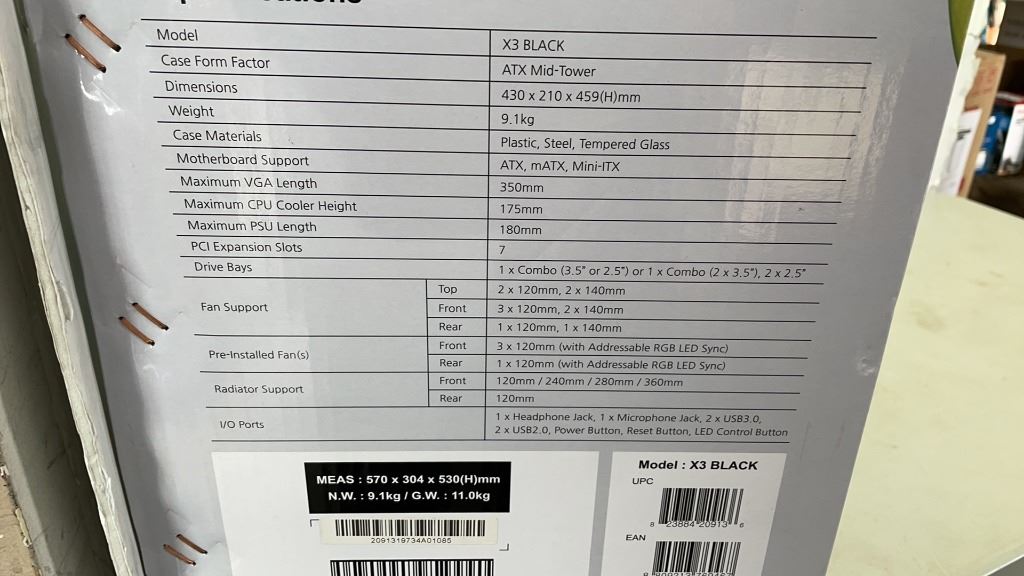 Model X3 BLACK
Case Form Factor ATX Mid-Tower
Dimensions 430 x 210 x 459(H)mm
Weight 9.1kg
Case Materials Plastic, Steel, Tempered Glass
Motherboard Support ATX, mATX, Mini-ITX
Maximum VGA Length 350mm
Maximum CPU Cooler Height 175mm
Maximum PSU Length 180mm
PCI Expansion Slots 7
Drive Bays 1 x Combo (3.5" or 2.5") or 1 x Combo (2 x 3.5"), 2 x 2.5"
Fan Support Top 2 x 120mm, 2 x 140mm
Front 3 x 120mm, 2 x 140mm
Rear 1 x 120mm, 1 x 140mm
Pre-Installed Fan(s) Front 3 x 120mm (with Addressable RGB LED Sync)
Rear 1 x 120mm (with Addressable RGB LED Sync)
Radiator Support Front 120mm / 240mm / 280mm / 360mm
Rear 120mm
I/O Ports 1 x Headphone Jack, 1 x Microphone Jack, 2 x USB3.0,
2 x USB2.0, Power Button, Reset Button, LED Control Button
MEAS : 570 x 304 x 530(H)mm
N.W. : 9.1kg / G.W. : 11.0kg
2091319734A01085
Model : X3 BLACK
UPC
8 23884 20913 6
EAN